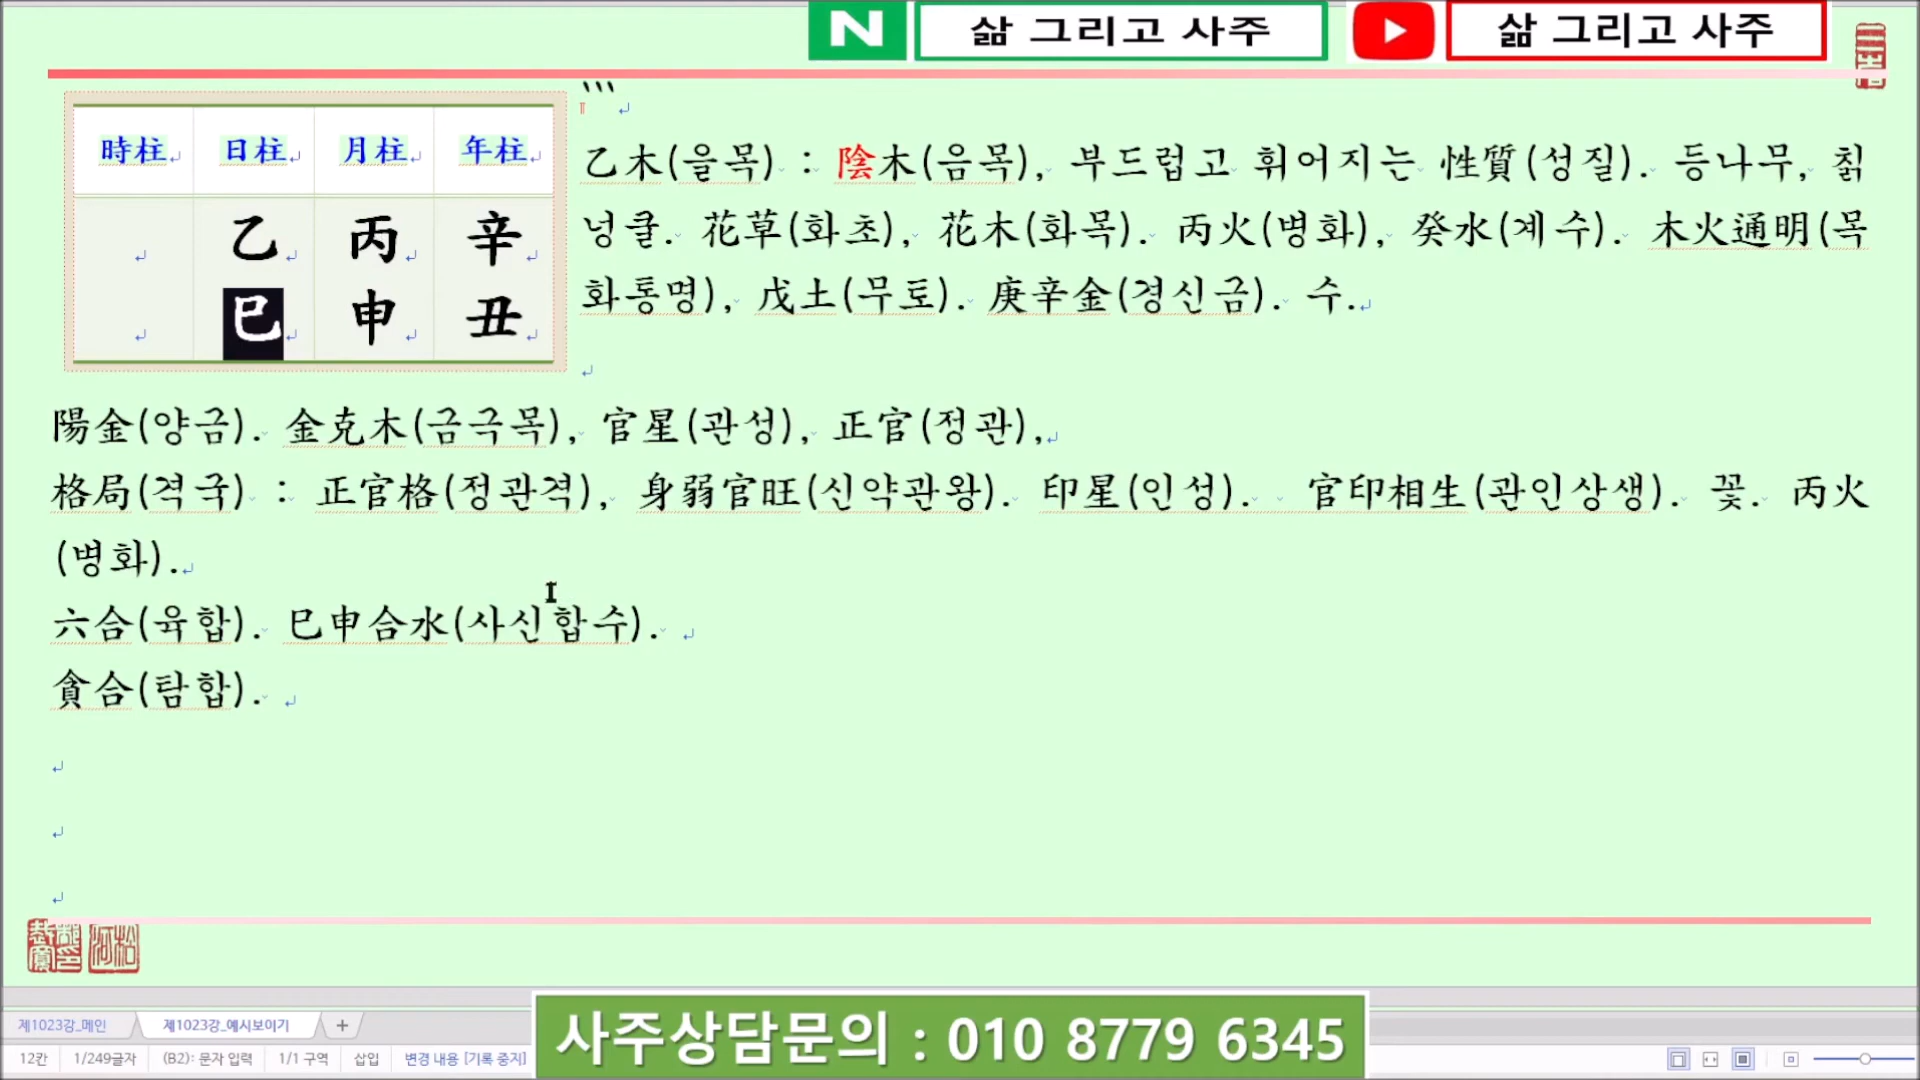 N 삶 그리고 사주 삶 그리고 사주
時柱 日柱 月柱 年柱
乙 丙 辛
巳 申 丑
乙木(을목) : 陰木(음목), 부드럽고 휘어지는 性質(성질). 등나무, 칡
넝쿨. 花草(화초), 花木(화목). 丙火(병화), 癸水(계수). 木火通明(목
화통명), 戊土(무토). 庚辛金(경신금). 수.
陽金(양금). 金克木(금극목), 官星(관성), 正官(정관),
格局(격국) : 正官格(정관격), 身弱官旺(신약관왕). 印星(인성). 官印相生(관인상생). 꽃. 丙火
(병화).
六合(육합). 巳申合水(사신합수).
貪合(탐합).
제1023강_메인 제1023강_예시보이기 +
12칸 1/249글자 (B2): 문자 입력 1/1 구역 삽입 변경 내용 [기록 중지]
사주상담문의 : 010 8779 6345